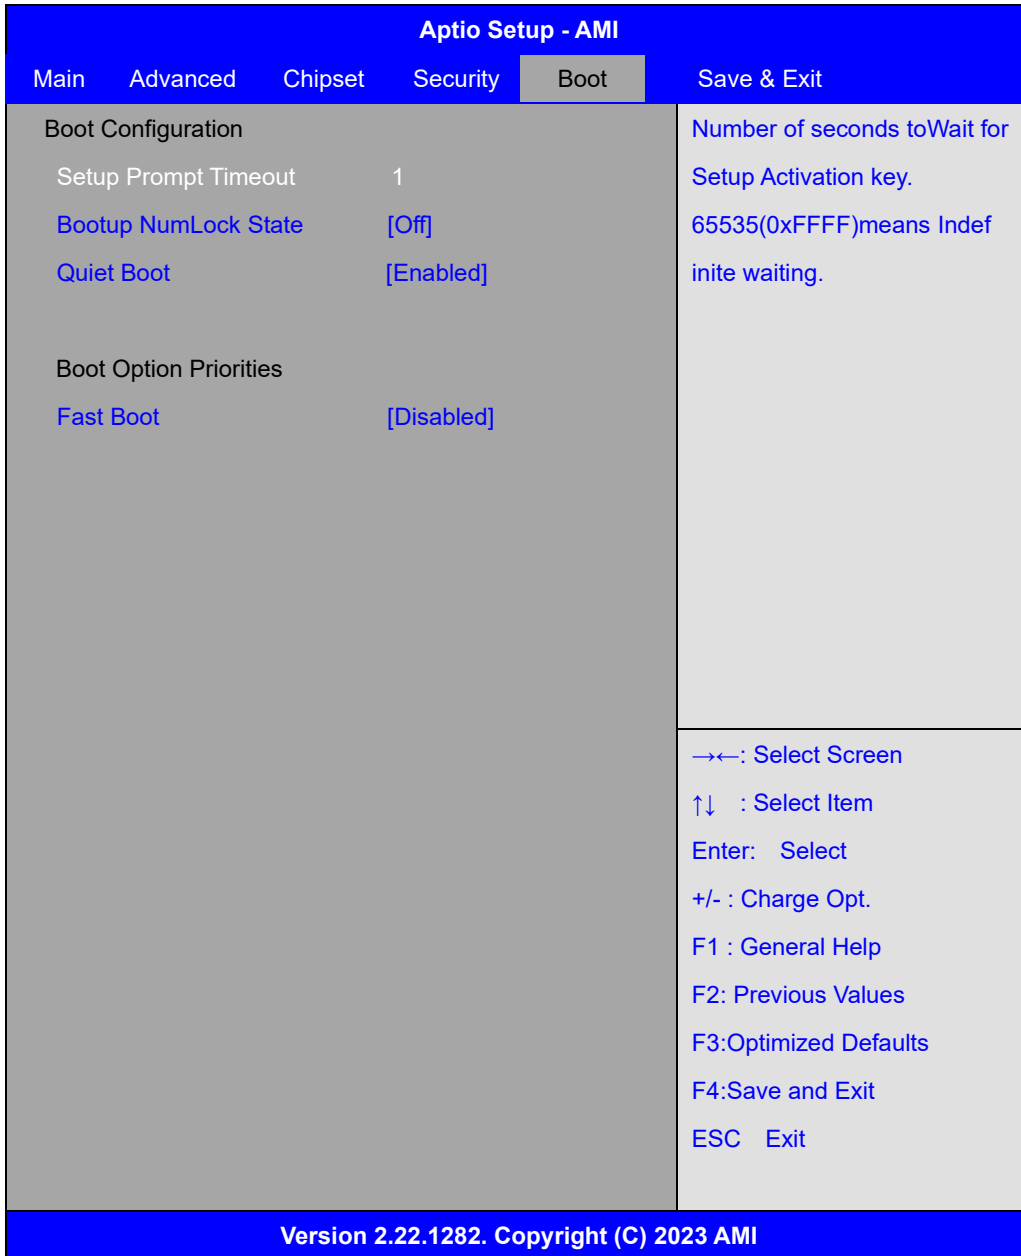 Aptio Setup - AMI
Main Advanced Chipset Security Boot Save & Exit
Boot Configuration
Setup Prompt Timeout 1
Bootup NumLock State [Off]
Quiet Boot [Enabled]
Boot Option Priorities
Fast Boot [Disabled]
Number of seconds toWait for
Setup Activation key.
65535(0xFFFF)means Indef
inite waiting.
→←: Select Screen
↑↓ : Select Item
Enter: Select
+/- : Charge Opt.
F1 : General Help
F2: Previous Values
F3:Optimized Defaults
F4:Save and Exit
ESC Exit
Version 2.22.1282. Copyright (C) 2023 AMI